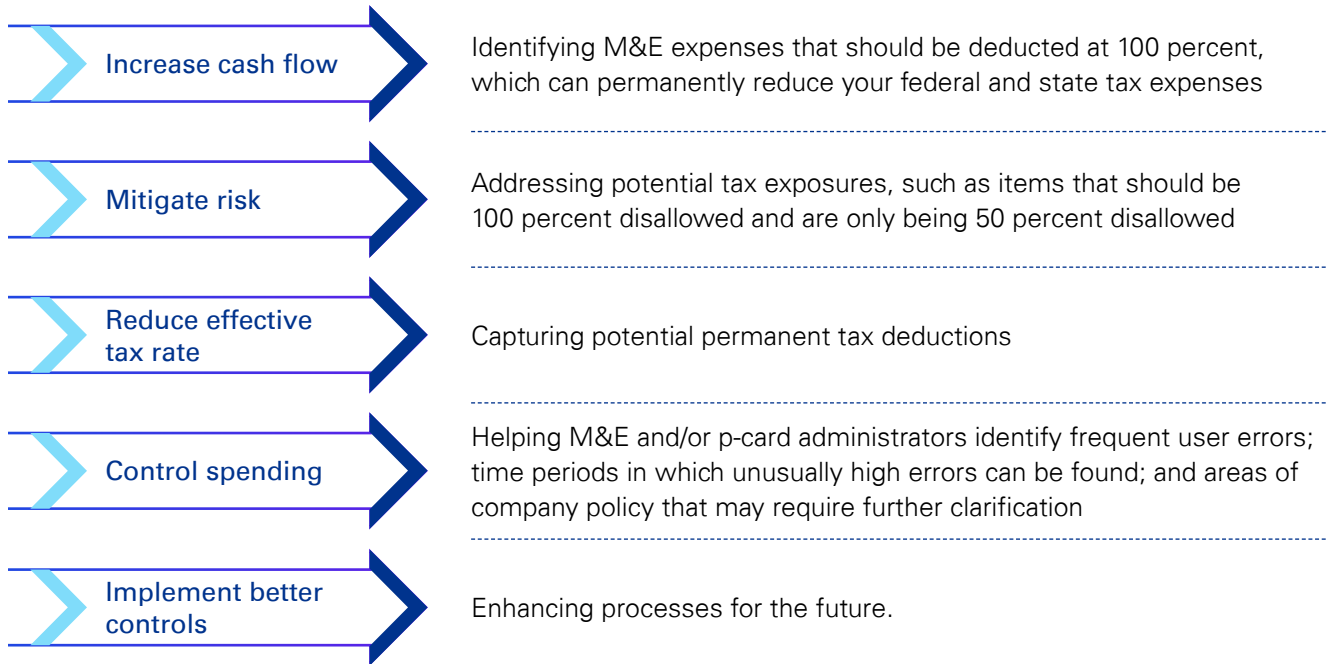 Increase cash flow
Identifying M&E expenses that should be deducted at 100 percent,
which can permanently reduce your federal and state tax expenses
Mitigate risk
Addressing potential tax exposures, such as items that should be
100 percent disallowed and are only being 50 percent disallowed
Reduce effective
tax rate
Capturing potential permanent tax deductions
Control spending
Helping M&E and/or p-card administrators identify frequent user errors;
time periods in which unusually high errors can be found; and areas of
company policy that may require further clarification
Implement better
controls
Enhancing processes for the future.